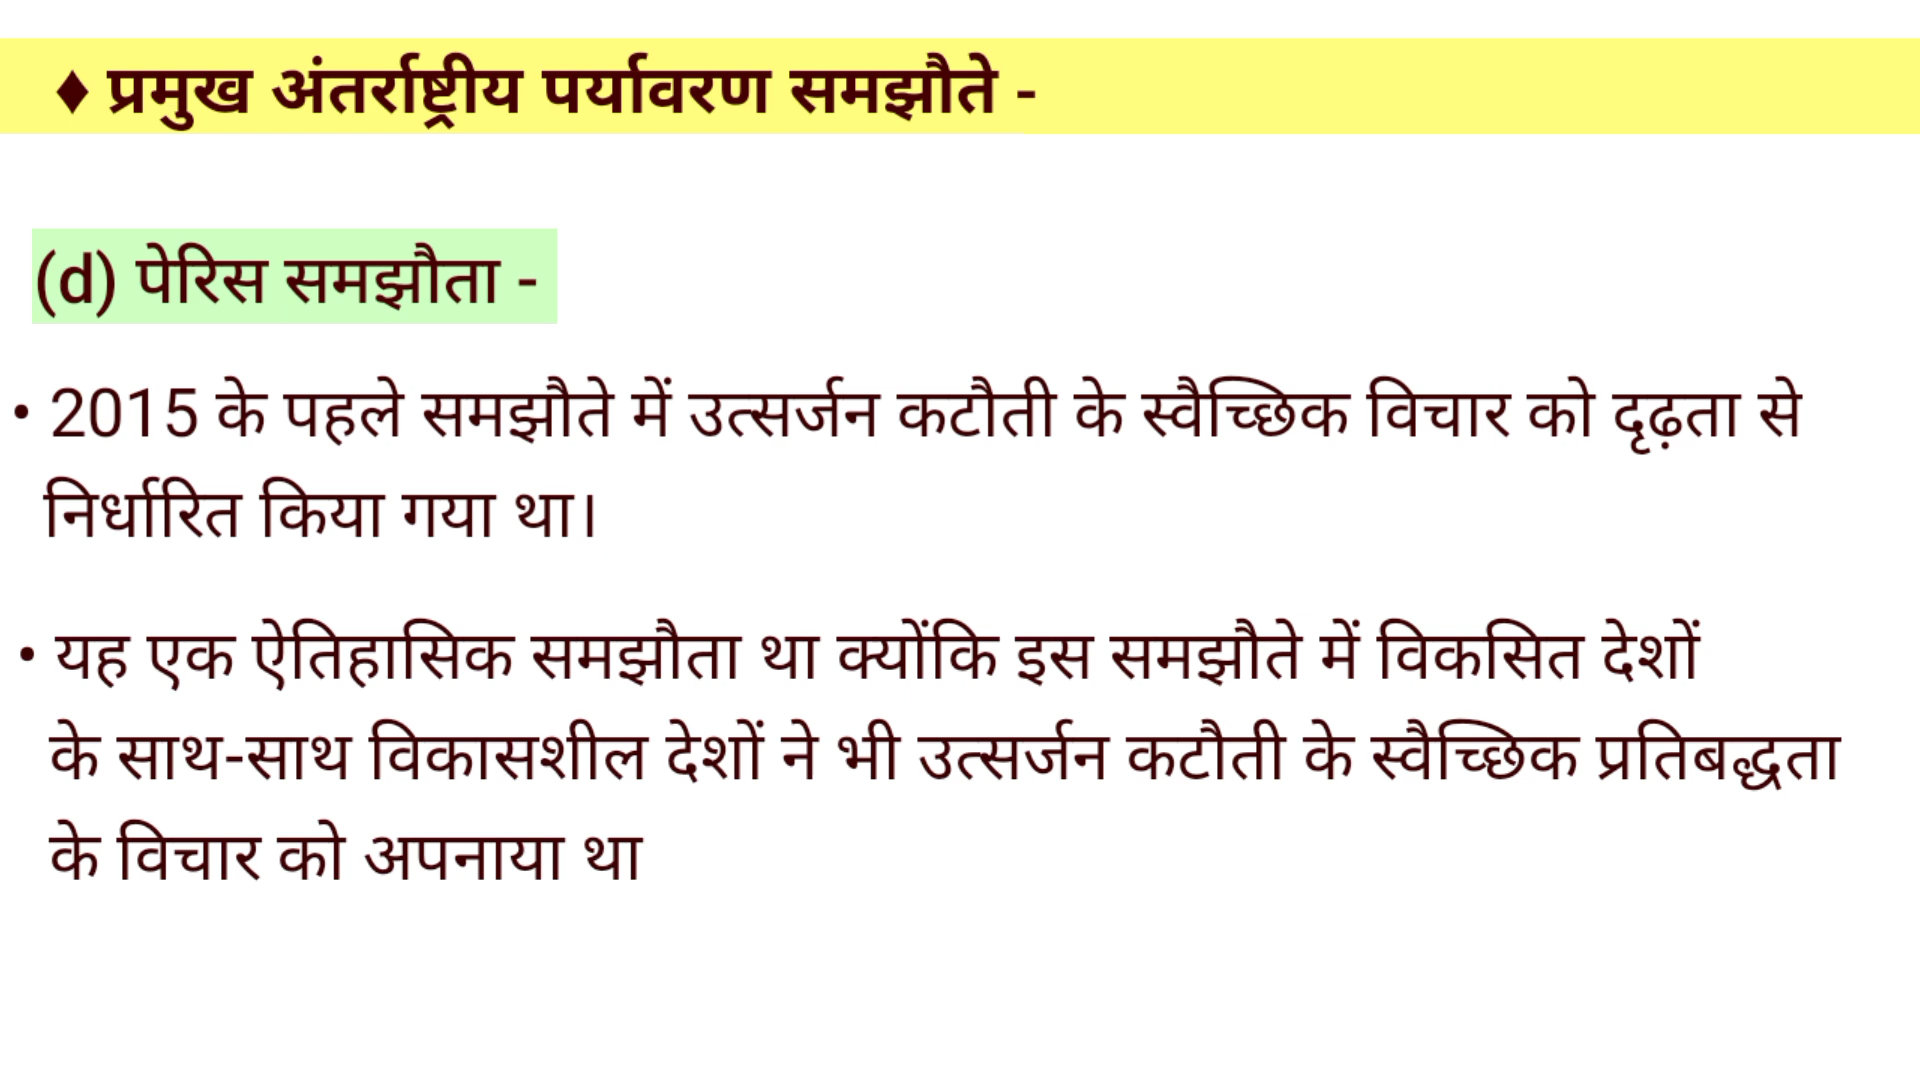 ♦ प्रमुख अंतर्राष्ट्रीय पर्यावरण समझौते -
(d) पेरिस समझौता -
• 2015 के पहले समझौते में उत्सर्जन कटौती के स्वैच्छिक विचार को दृढ़ता से
निर्धारित किया गया था।
• यह एक ऐतिहासिक समझौता था क्योंकि इस समझौते में विकसित देशों
के साथ-साथ विकासशील देशों ने भी उत्सर्जन कटौती के स्वैच्छिक प्रतिबद्धता
के विचार को अपनाया था